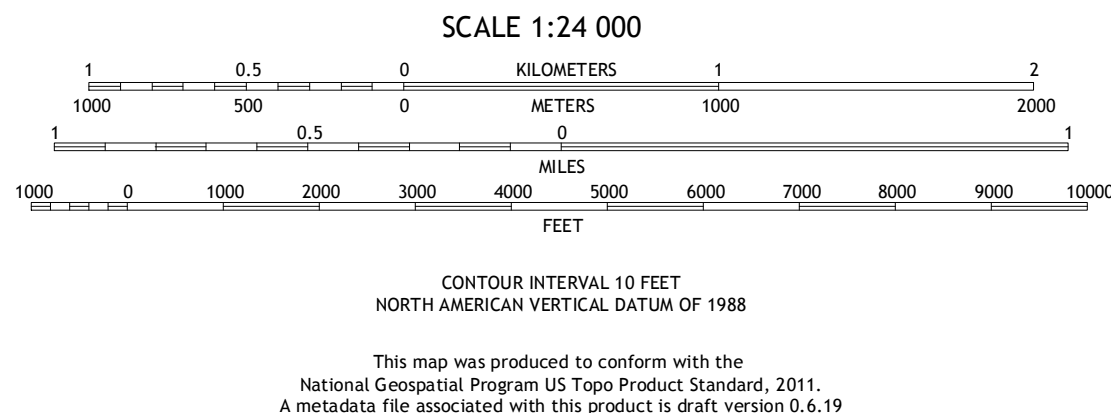 SCALE 1:24 000
1 0.5 0 KILOMETERS 1 2
1000 500 0 METERS 1000 2000
1 0.5 0 1
MILES
1000 0 1000 2000 3000 4000 5000 6000 7000 8000 9000 10000
FEET
CONTOUR INTERVAL 10 FEET
NORTH AMERICAN VERTICAL DATUM OF 1988
This map was produced to conform with the
National Geospatial Program US Topo Product Standard, 2011.
A metadata file associated with this product is draft version 0.6.19